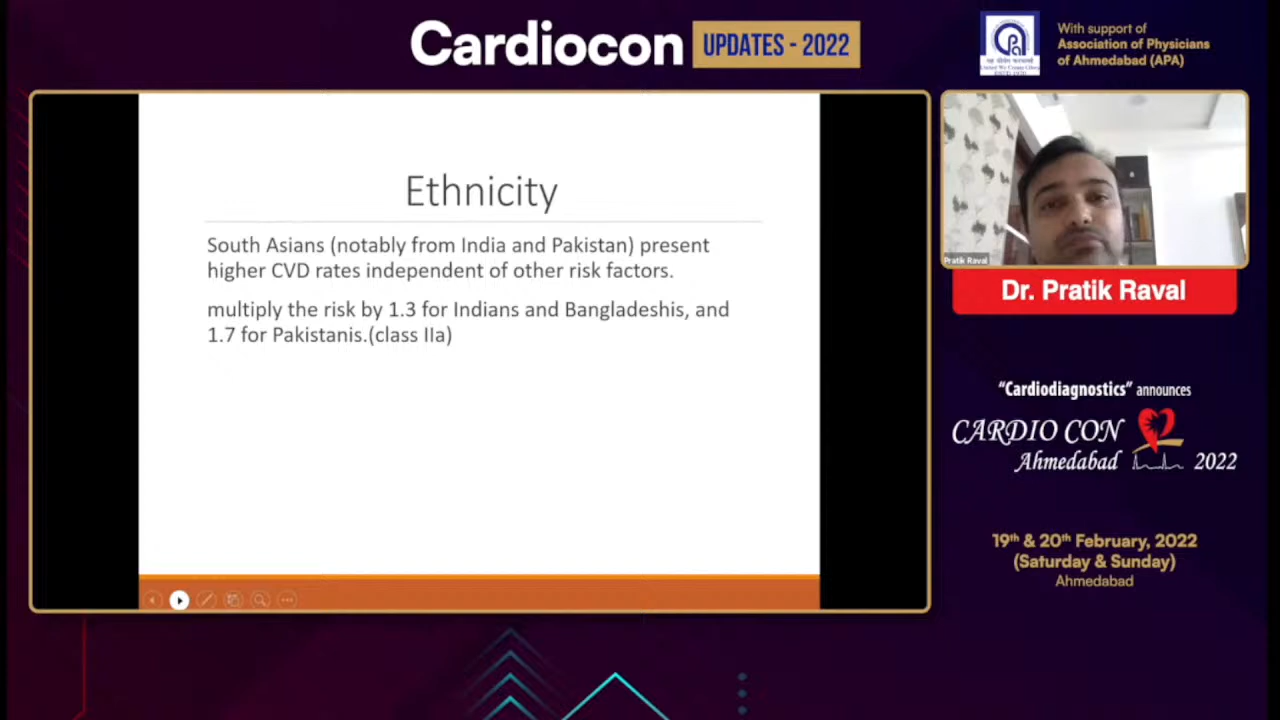 Cardiocon UPDATES - 2022
With support of
Association of Physicians
of Ahmedabad (APA)
Ethnicity
South Asians (notably from India and Pakistan) present
higher CVD rates independent of other risk factors.
multiply the risk by 1.3 for Indians and Bangladeshis, and
1.7 for Pakistanis.(class IIa)
Pratik Raval
Dr. Pratik Raval
“Cardiodiagnostics” announces
CARDIO CON
Ahmedabad 2022
19th & 20th February, 2022
(Saturday & Sunday)
Ahmedabad